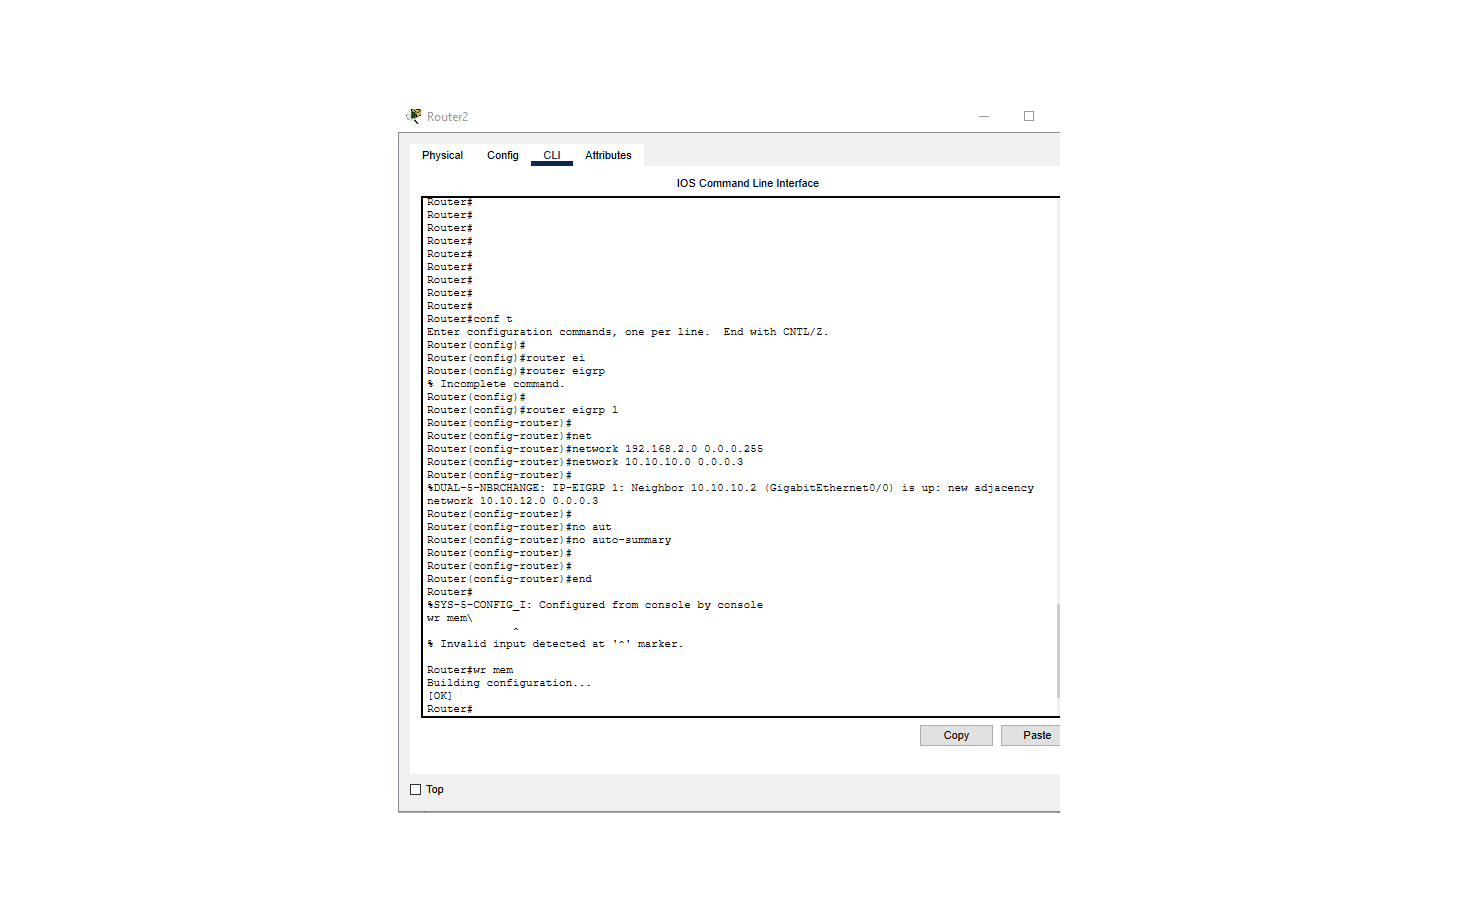 Router2
Physical Config CLI Attributes
IOS Command Line Interface
Router#
Router#
Router#
Router#
Router#
Router#
Router#
Router#
Router#
Router#conf t
Enter configuration commands, one per line.  End with CNTL/Z.
Router(config)#
Router(config)#router ei
Router(config)#router eigrp
% Incomplete command.
Router(config)#
Router(config)#router eigrp 1
Router(config-router)#
Router(config-router)#net
Router(config-router)#network 192.168.2.0 0.0.0.255
Router(config-router)#network 10.10.10.0 0.0.0.3
Router(config-router)#
%DUAL-5-NBRCHANGE: IP-EIGRP 1: Neighbor 10.10.10.2 (GigabitEthernet0/0) is up: new adjacency
network 10.10.12.0 0.0.0.3
Router(config-router)#
Router(config-router)#no aut
Router(config-router)#no auto-summary
Router(config-router)#
Router(config-router)#
Router(config-router)#end
Router#
%SYS-5-CONFIG_I: Configured from console by console
wr mem\
^
% Invalid input detected at '^' marker.
Router#wr mem
Building configuration...
[OK]
Router#
Copy Paste
Top